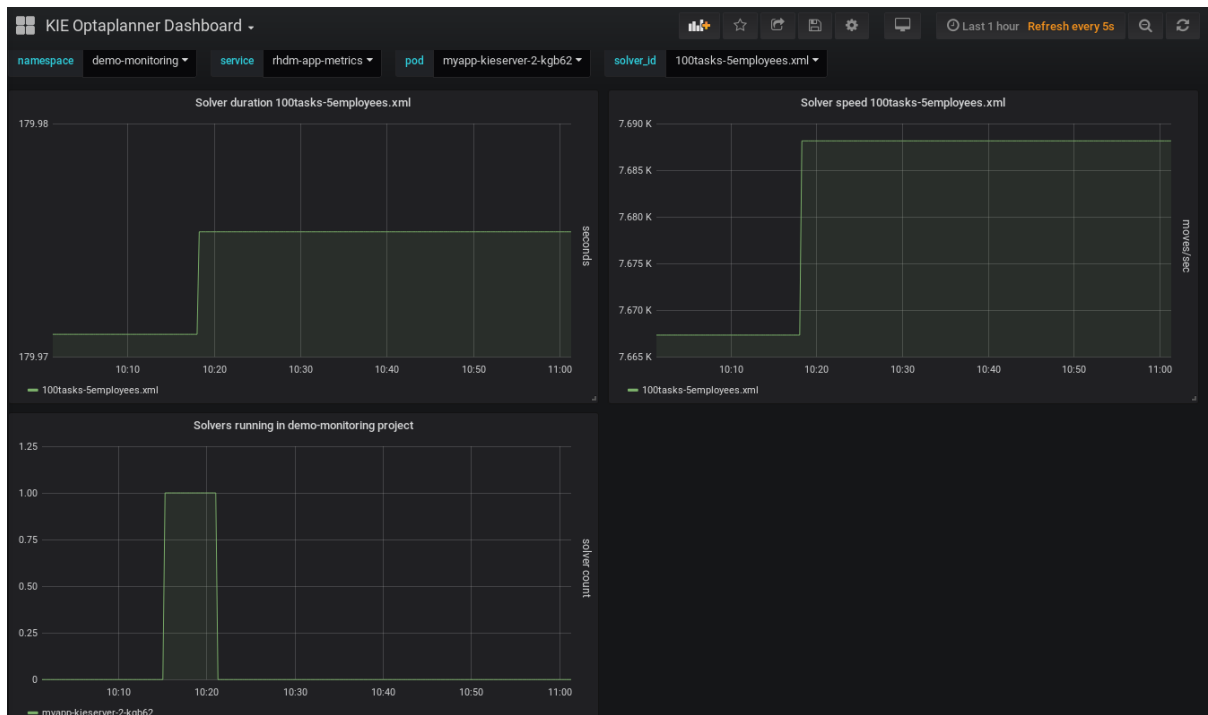 KIE Optaplanner Dashboard
Last 1 hour Refresh every 5s
namespace demo-monitoring service rhdm-app-metrics pod myapp-kieserver-2-kgb62 solver_id 100tasks-5employees.xml
Solver duration 100tasks-5employees.xml
179.98
179.97
seconds
10:10 10:20 10:30 10:40 10:50 11:00
100tasks-5employees.xml
Solver speed 100tasks-5employees.xml
7.690 K
7.685 K
7.680 K
7.675 K
7.670 K
7.665 K
moves/sec
10:10 10:20 10:30 10:40 10:50 11:00
100tasks-5employees.xml
Solvers running in demo-monitoring project
1.25
1.00
0.75
0.50
0.25
0
solver count
10:10 10:20 10:30 10:40 10:50 11:00
myapp-kieserver-2-kgb62